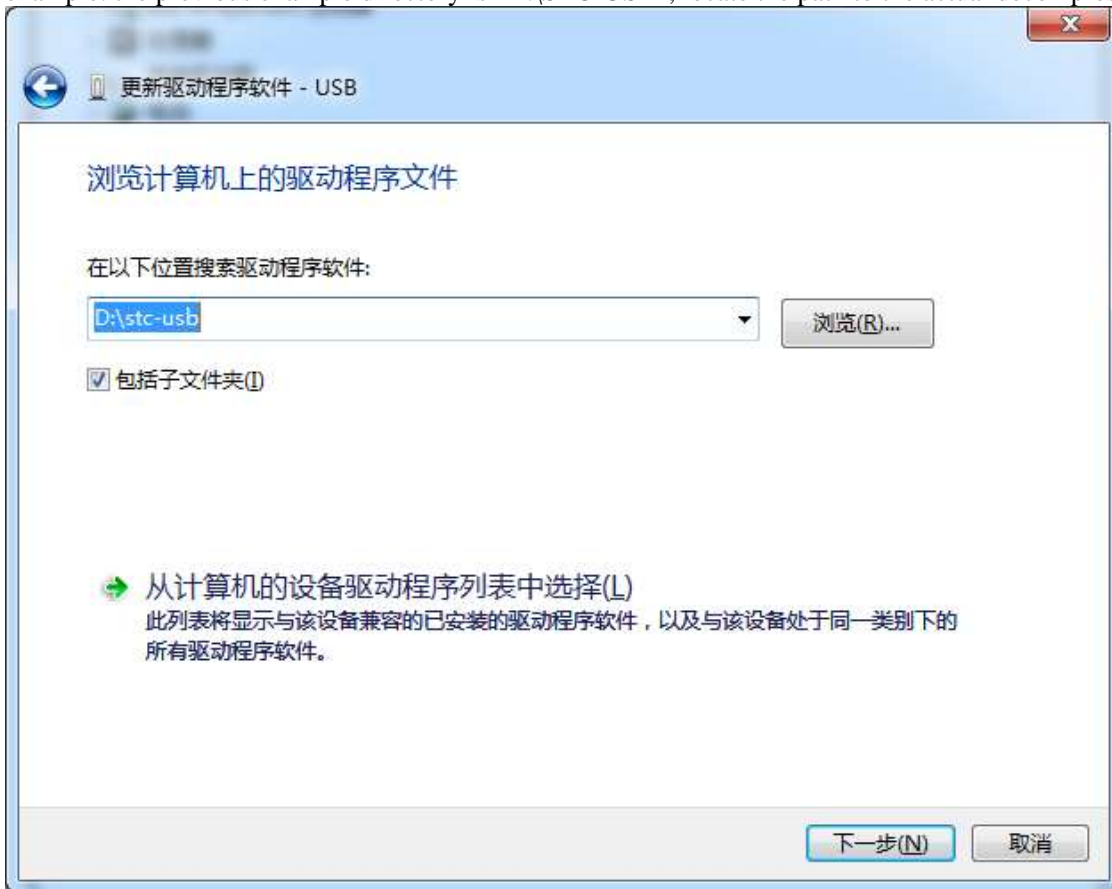 更新驱动程序软件 - USB
浏览计算机上的驱动程序文件
在以下位置搜索驱动程序软件:
D:\stc-usb
浏览(R)...
包括子文件夹(I)
从计算机的设备驱动程序列表中选择(L)
此列表将显示与该设备兼容的已安装的驱动程序软件，以及与该设备处于同一类别下的
所有驱动程序软件。
下一步(N)
取消